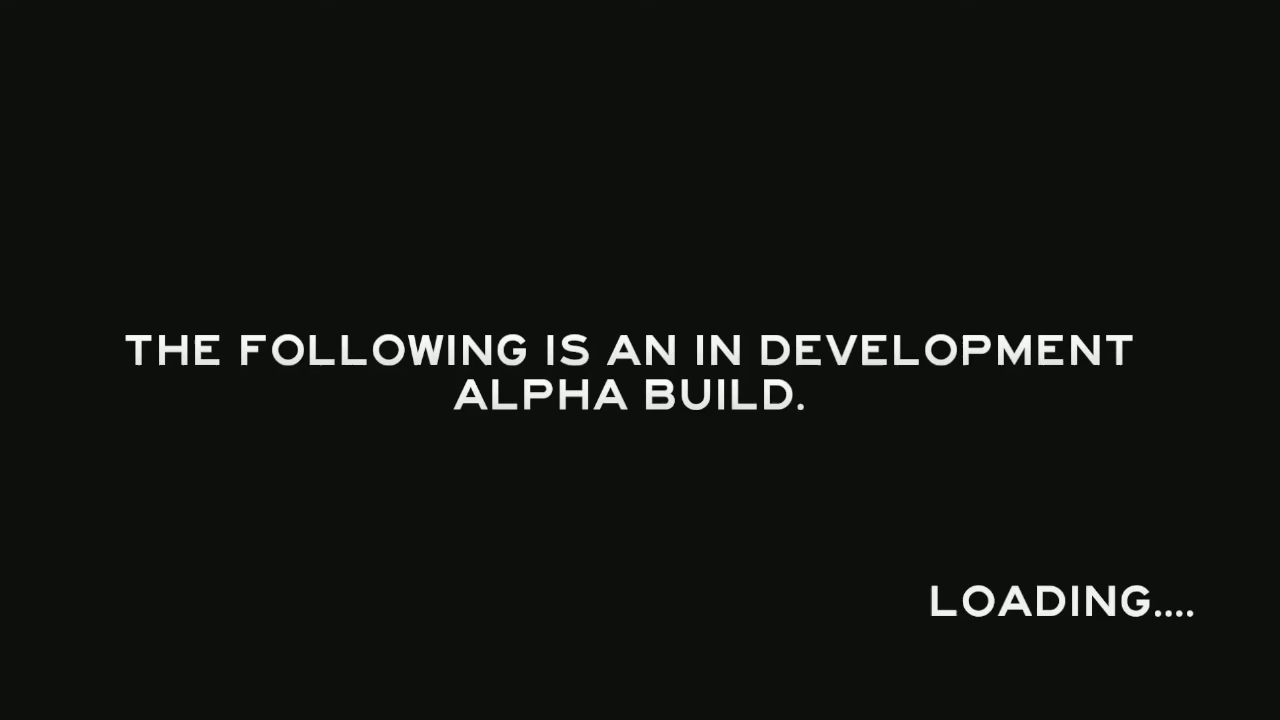 THE FOLLOWING IS AN IN DEVELOPMENT
ALPHA BUILD.
LOADING....